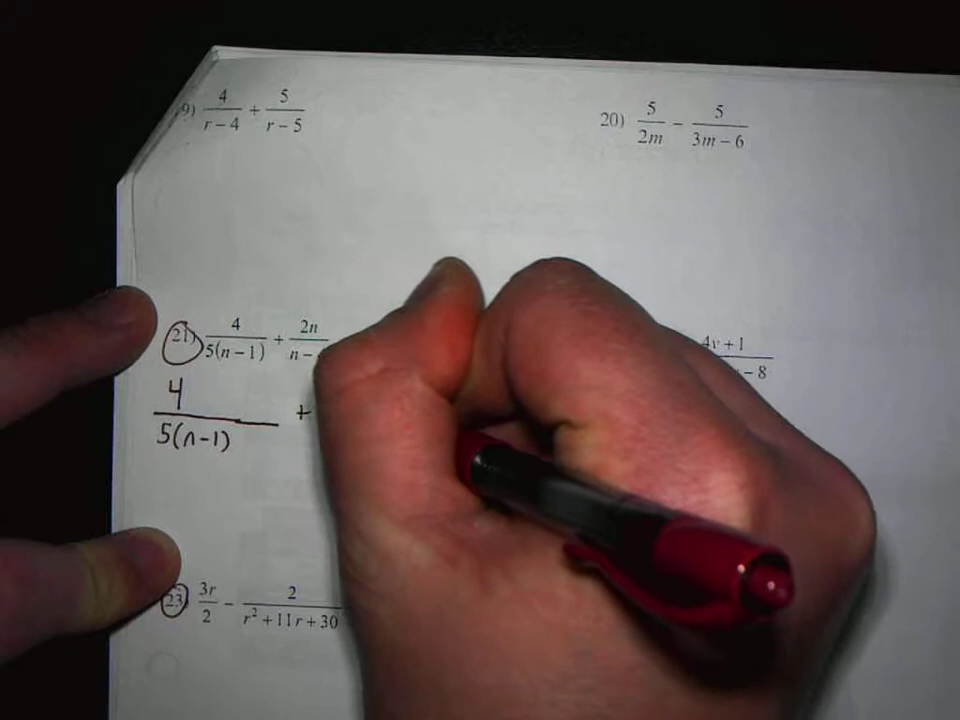 9) 4/(r − 4) + 5/(r − 5)
20) 5/(2m) − 5/(3m − 6)
21) 4/(5(n − 1)) + 2n/(n −
4v + 1
− 8
4/(5(n-1)) +
23) 3r/2 − 2/(r² + 11r + 30)